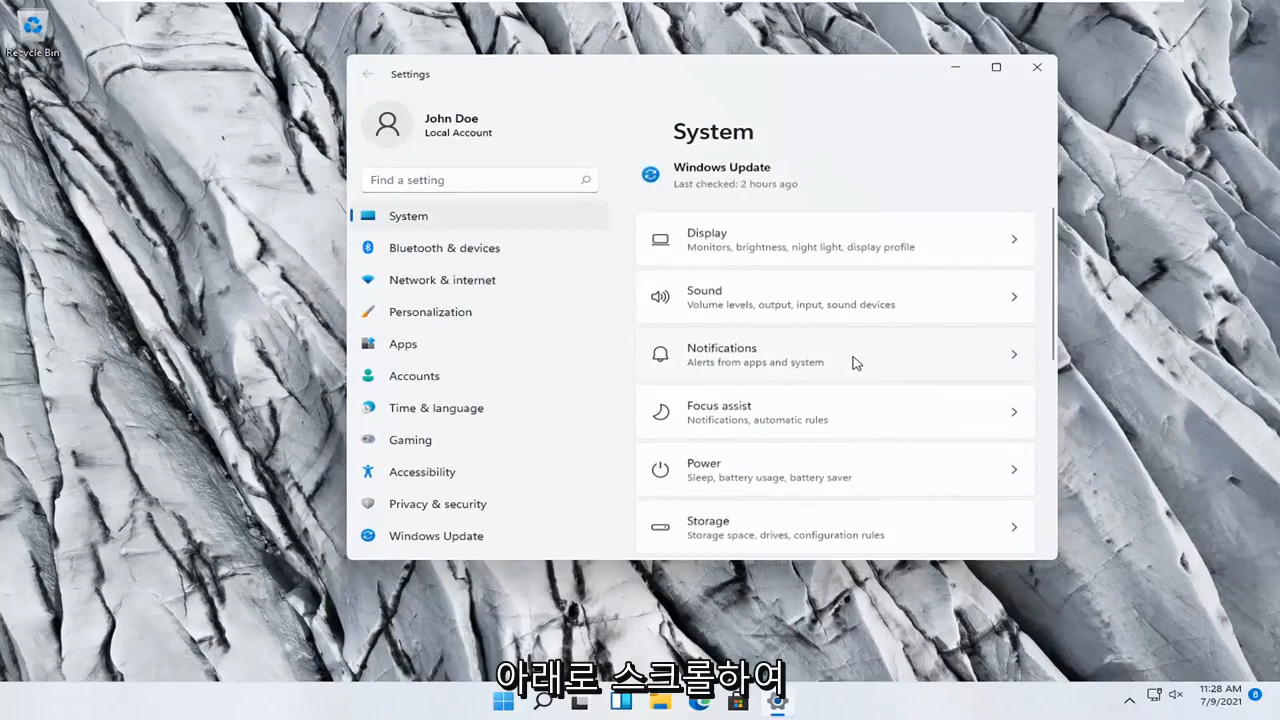 Recycle Bin
Settings
John Doe
Local Account
Find a setting
System
Bluetooth & devices
Network & internet
Personalization
Apps
Accounts
Time & language
Gaming
Accessibility
Privacy & security
Windows Update
System
Windows Update
Last checked: 2 hours ago
Display
Monitors, brightness, night light, display profile
Sound
Volume levels, output, input, sound devices
Notifications
Alerts from apps and system
Focus assist
Notifications, automatic rules
Power
Sleep, battery usage, battery saver
Storage
Storage space, drives, configuration rules
아래로 스크롤하여
11:28 AM
7/9/2021
8